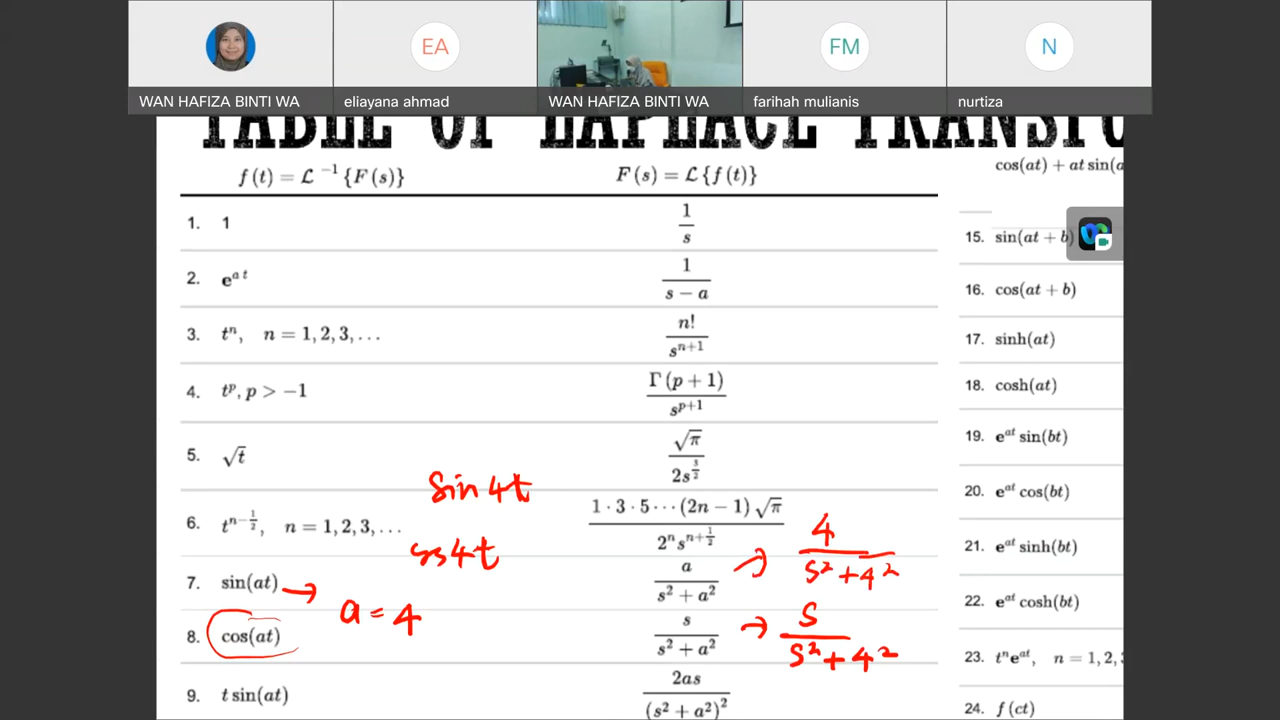 EA
FM
N
WAN HAFIZA BINTI WA
eliayana ahmad
WAN HAFIZA BINTI WA
farihah mulianis
nurtiza
TABLE OF LAPLACE TRANSFO
f(t) = ℒ⁻¹{F(s)}
F(s) = ℒ{f(t)}
1. 1
1/s
2. e^{at}
1/(s − a)
3. tⁿ, n = 1, 2, 3, …
n!/s^{n+1}
4. t^p, p > −1
Γ(p + 1)/s^{p+1}
5. √t
√π/(2s^{3/2})
sin 4t
6. t^{n−1/2}, n = 1, 2, 3, …
(1 · 3 · 5 ⋯ (2n − 1)√π)/(2ⁿs^{n+1/2})
cos 4t
7. sin(at) →
a/(s² + a²)
→ 4/(s² + 4²)
a = 4
8. cos(at)
s/(s² + a²)
→ s/(s² + 4²)
9. t sin(at)
2as/(s² + a²)²
cos(at) + at sin(a
15. sin(at + b)
16. cos(at + b)
17. sinh(at)
18. cosh(at)
19. e^{at} sin(bt)
20. e^{at} cos(bt)
21. e^{at} sinh(bt)
22. e^{at} cosh(bt)
23. tⁿe^{at}, n = 1, 2,
24. f(ct)